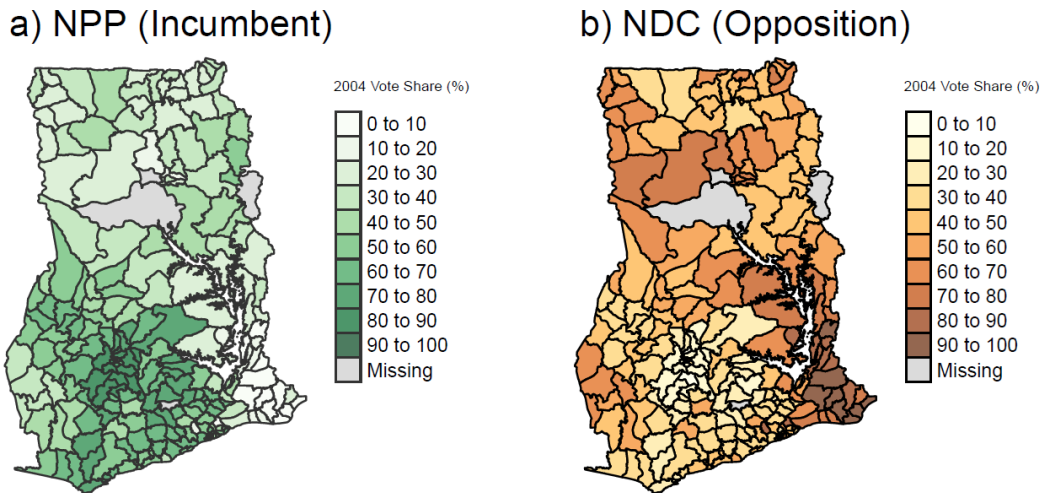 a) NPP (Incumbent)
2004 Vote Share (%)
0 to 10
10 to 20
20 to 30
30 to 40
40 to 50
50 to 60
60 to 70
70 to 80
80 to 90
90 to 100
Missing
b) NDC (Opposition)
2004 Vote Share (%)
0 to 10
10 to 20
20 to 30
30 to 40
40 to 50
50 to 60
60 to 70
70 to 80
80 to 90
90 to 100
Missing